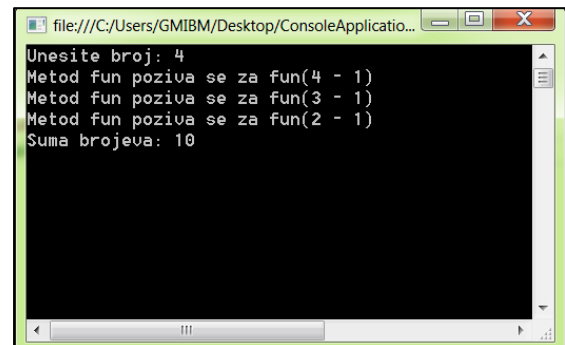 file:///C:/Users/GMIBM/Desktop/ConsoleApplicatio...
Unesite broj: 4
Metod fun poziva se za fun(4 - 1)
Metod fun poziva se za fun(3 - 1)
Metod fun poziva se za fun(2 - 1)
Suma brojeva: 10